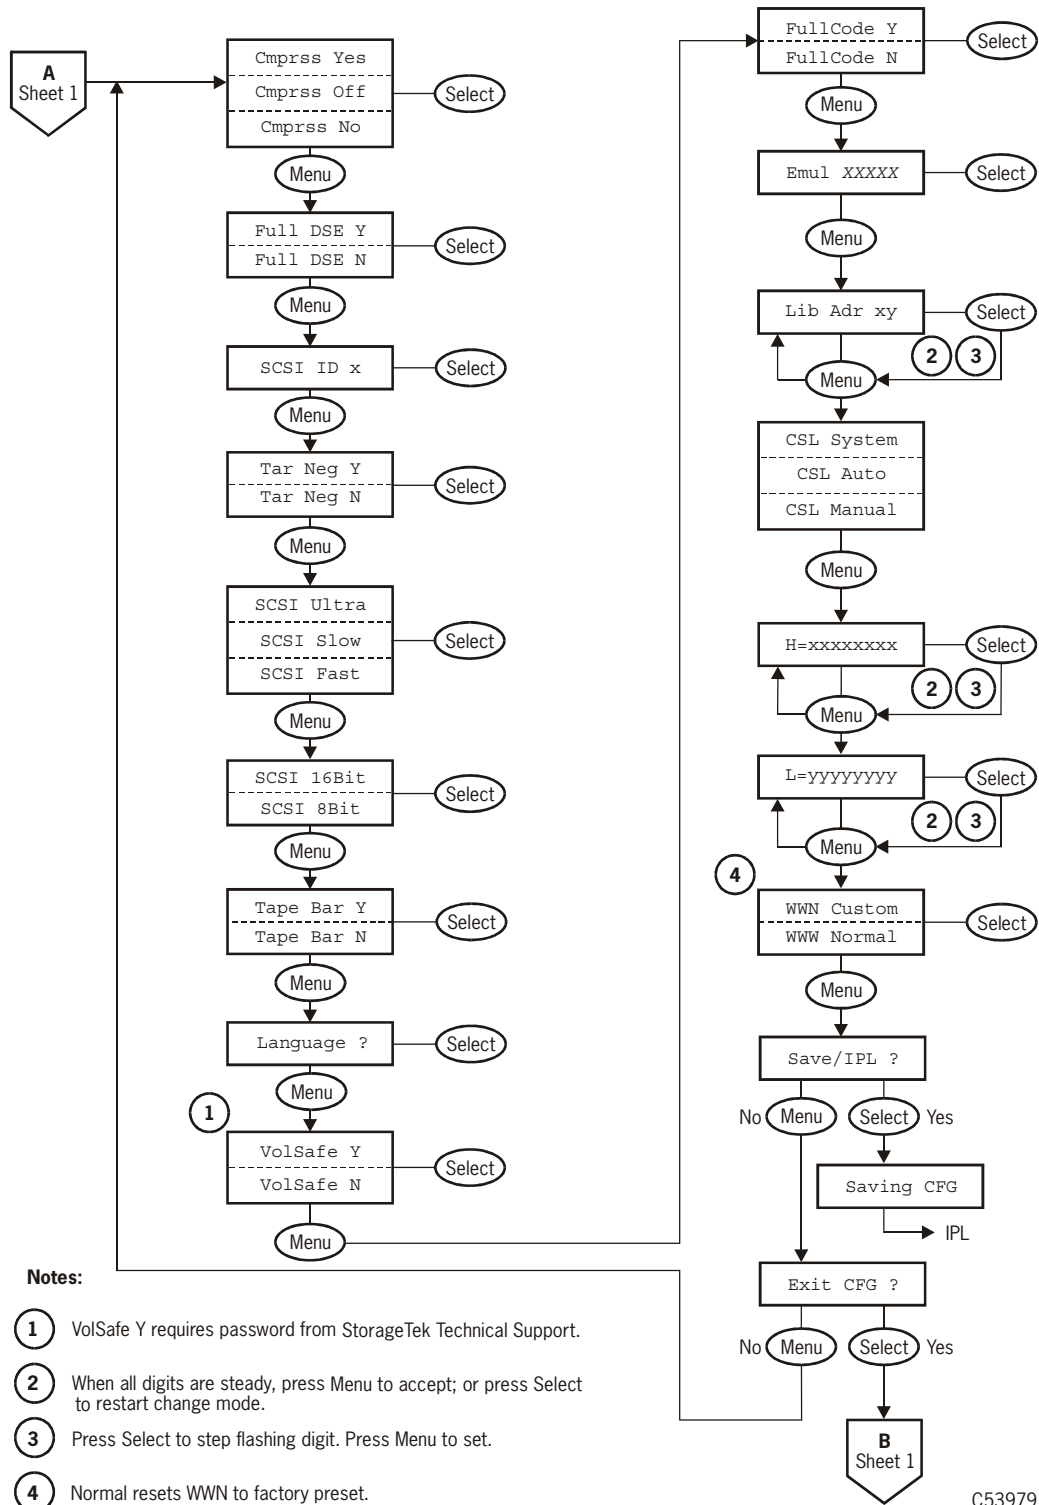 A
Sheet 1
Cmprss Yes
Cmprss Off
Cmprss No
Select
Menu
Full DSE Y
Full DSE N
Select
Menu
SCSI ID x
Select
Menu
Tar Neg Y
Tar Neg N
Select
Menu
SCSI Ultra
SCSI Slow
SCSI Fast
Select
Menu
SCSI 16Bit
SCSI 8Bit
Select
Menu
Tape Bar Y
Tape Bar N
Select
Menu
Language ?
Select
Menu
1
VolSafe Y
VolSafe N
Select
Menu
FullCode Y
FullCode N
Select
Menu
Emul XXXXX
Select
Menu
Lib Adr xy
Select
2 3
Menu
CSL System
CSL Auto
CSL Manual
Menu
H=xxxxxxxx
Select
2 3
Menu
L=yyyyyyyy
Select
2 3
Menu
4
WWN Custom
WWW Normal
Select
Menu
Save/IPL ?
No Menu
Select Yes
Saving CFG
IPL
Exit CFG ?
No Menu
Select Yes
B
Sheet 1
Notes:
1 VolSafe Y requires password from StorageTek Technical Support.
2 When all digits are steady, press Menu to accept; or press Select
to restart change mode.
3 Press Select to step flashing digit. Press Menu to set.
4 Normal resets WWN to factory preset.
C53979